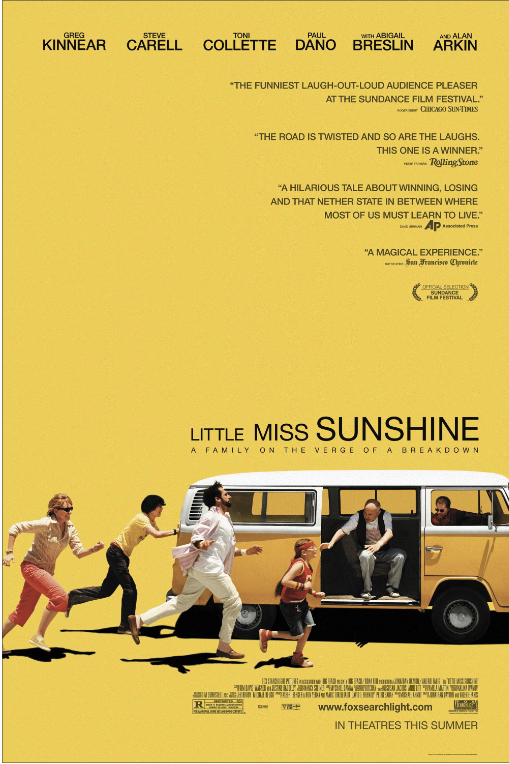 GREG KINNEAR STEVE CARELL TONI COLLETTE PAUL DANO WITH ABIGAIL BRESLIN AND ALAN ARKIN
“THE FUNNIEST LAUGH-OUT-LOUD AUDIENCE PLEASER
AT THE SUNDANCE FILM FESTIVAL.”
CHICAGO SUN-TIMES
“THE ROAD IS TWISTED AND SO ARE THE LAUGHS.
THIS ONE IS A WINNER.”
RollingStone
“A HILARIOUS TALE ABOUT WINNING, LOSING
AND THAT NETHER STATE IN BETWEEN WHERE
MOST OF US MUST LEARN TO LIVE.”
AP Associated Press
“A MAGICAL EXPERIENCE.”
San Francisco Chronicle
OFFICIAL SELECTION
SUNDANCE
FILM FESTIVAL
LITTLE MISS SUNSHINE
A FAMILY ON THE VERGE OF A BREAKDOWN
R
www.foxsearchlight.com
IN THEATRES THIS SUMMER